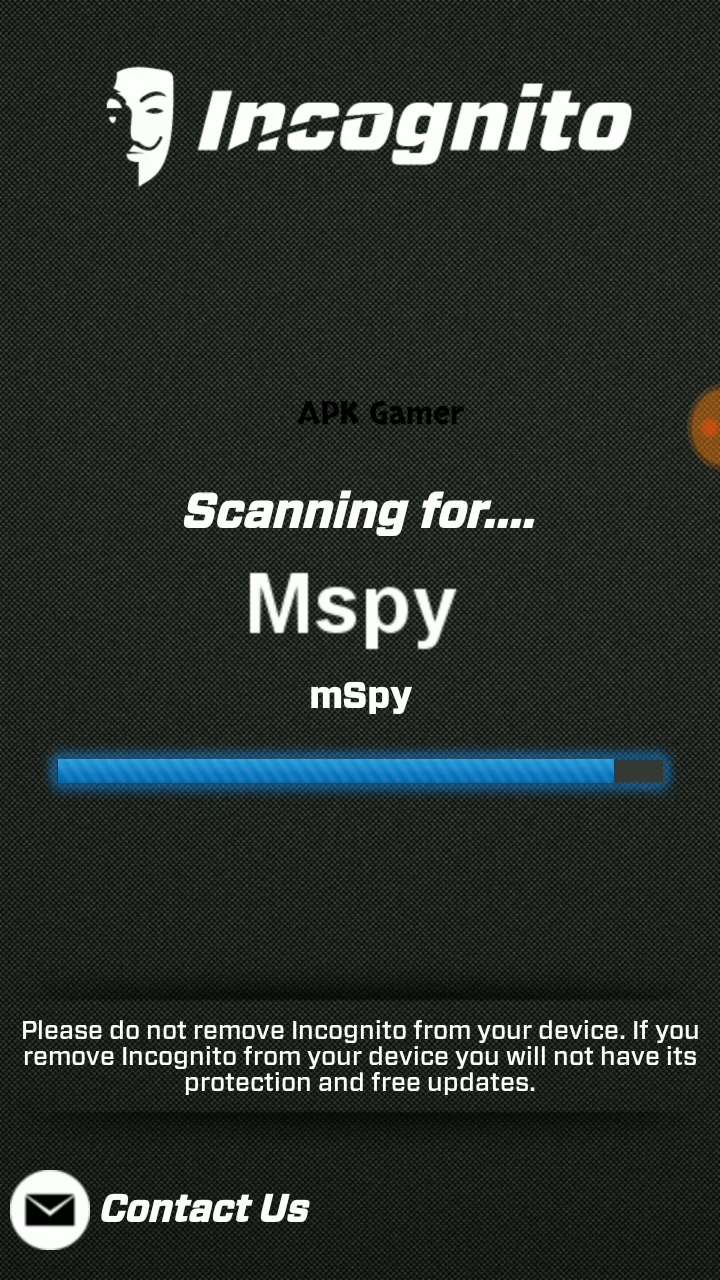 Incognito
APK Gamer
Scanning for....
Mspy
mSpy
Please do not remove Incognito from your device. If you
remove Incognito from your device you will not have its
protection and free updates.
Contact Us